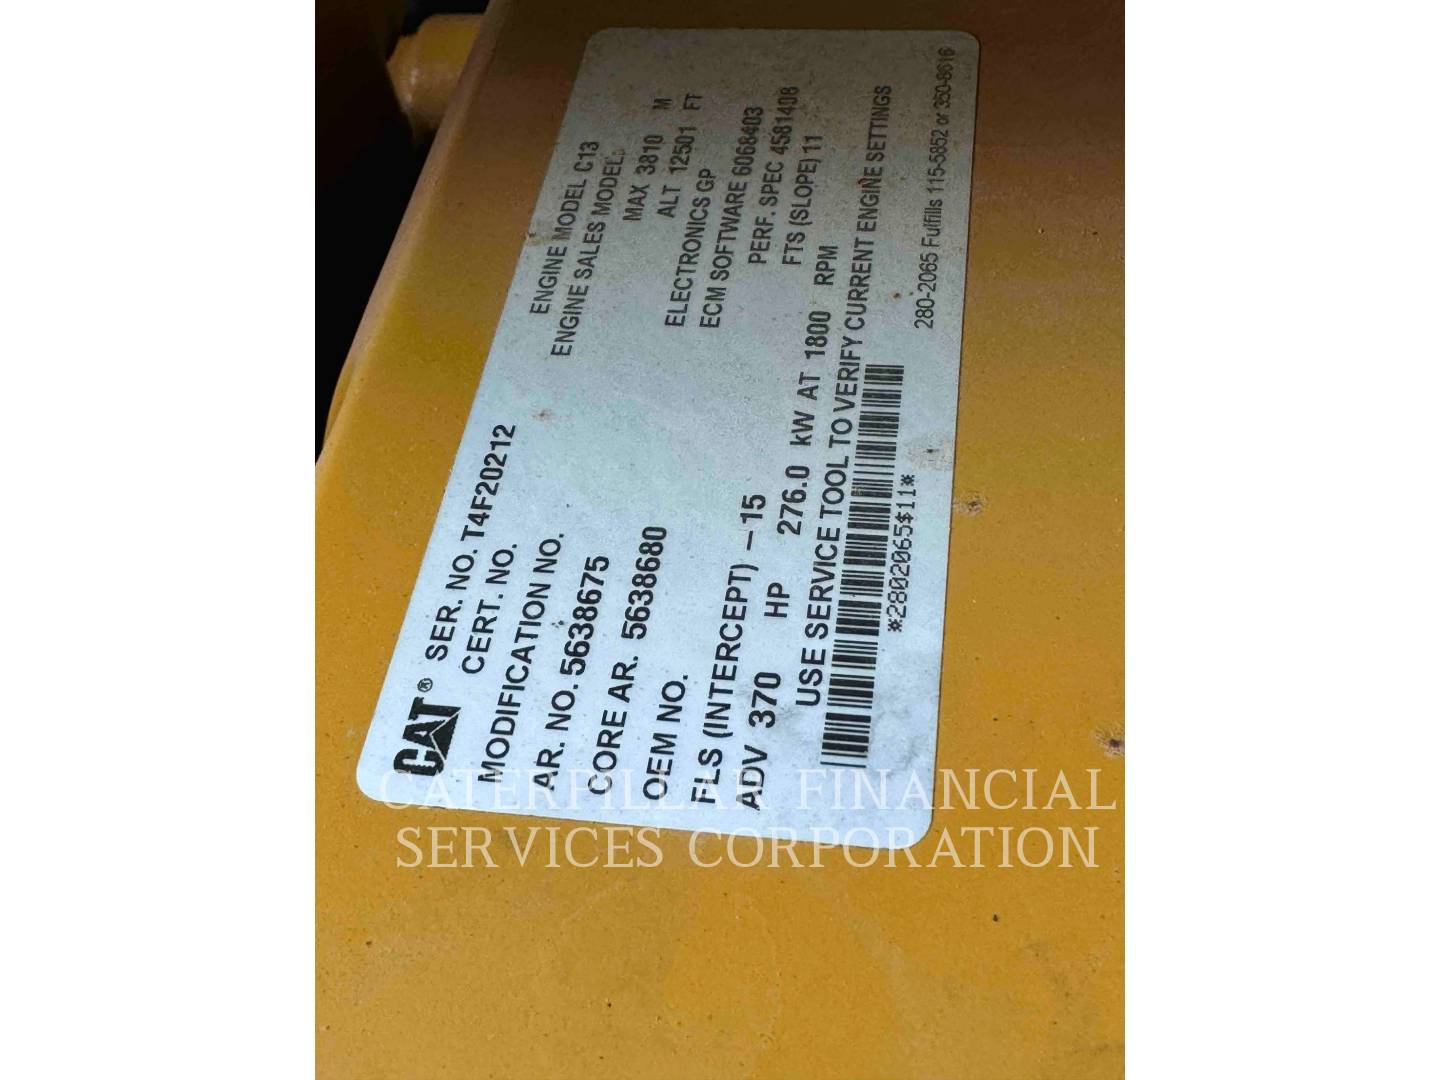 CAT® SER. NO. T4F20212 ENGINE MODEL C13
CERT. NO. ENGINE SALES MODEL
MODIFICATION NO. MAX 3810 M
AR. NO. 5638675 ALT 12501 FT
CORE AR. 5638680 ELECTRONICS GP
OEM NO. ECM SOFTWARE 6068403
FLS (INTERCEPT) –15 PERF. SPEC 4581408
ADV 370 HP 276.0 kW AT 1800 RPM FTS (SLOPE) 11
USE SERVICE TOOL TO VERIFY CURRENT ENGINE SETTINGS
*2802065$11*
280-2065 Fulfills 115-5852 or 350-8616
CATERPILLAR FINANCIAL
SERVICES CORPORATION